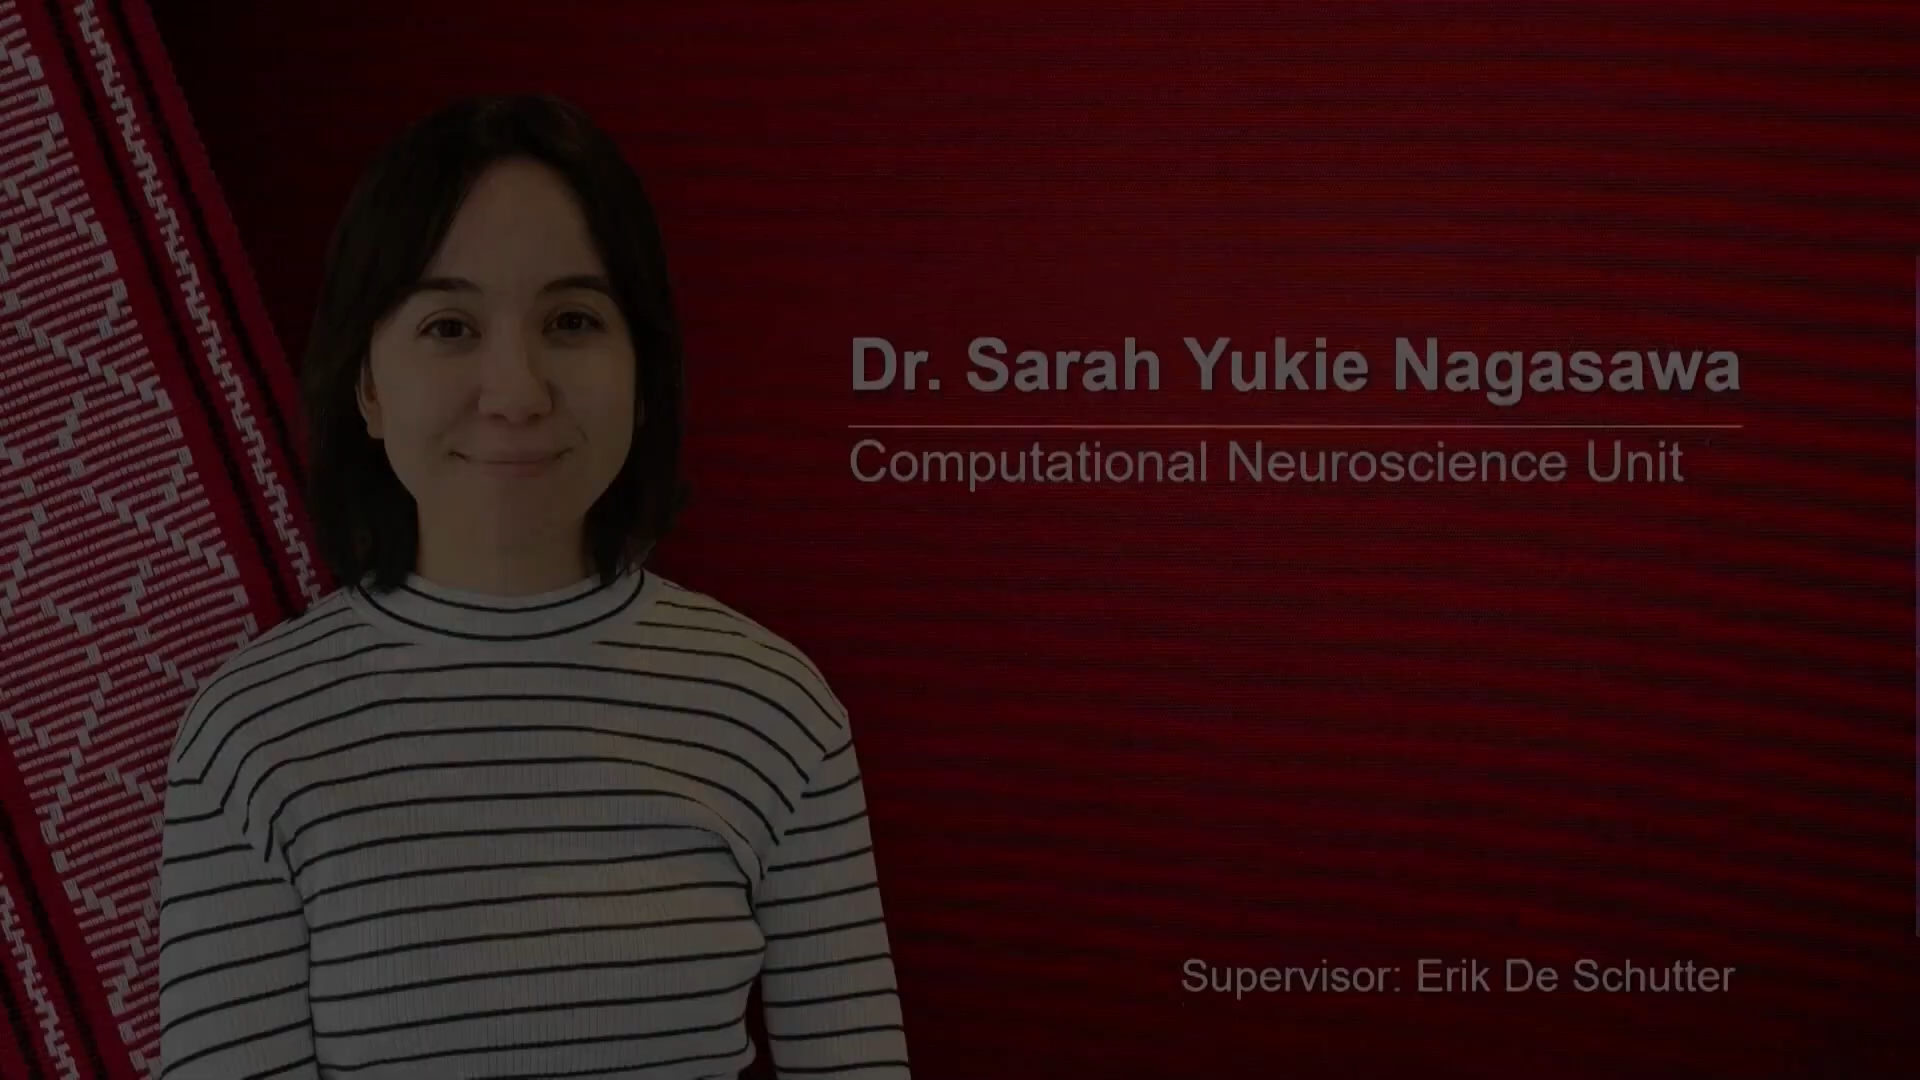 Dr. Sarah Yukie Nagasawa
Computational Neuroscience Unit
Supervisor: Erik De Schutter